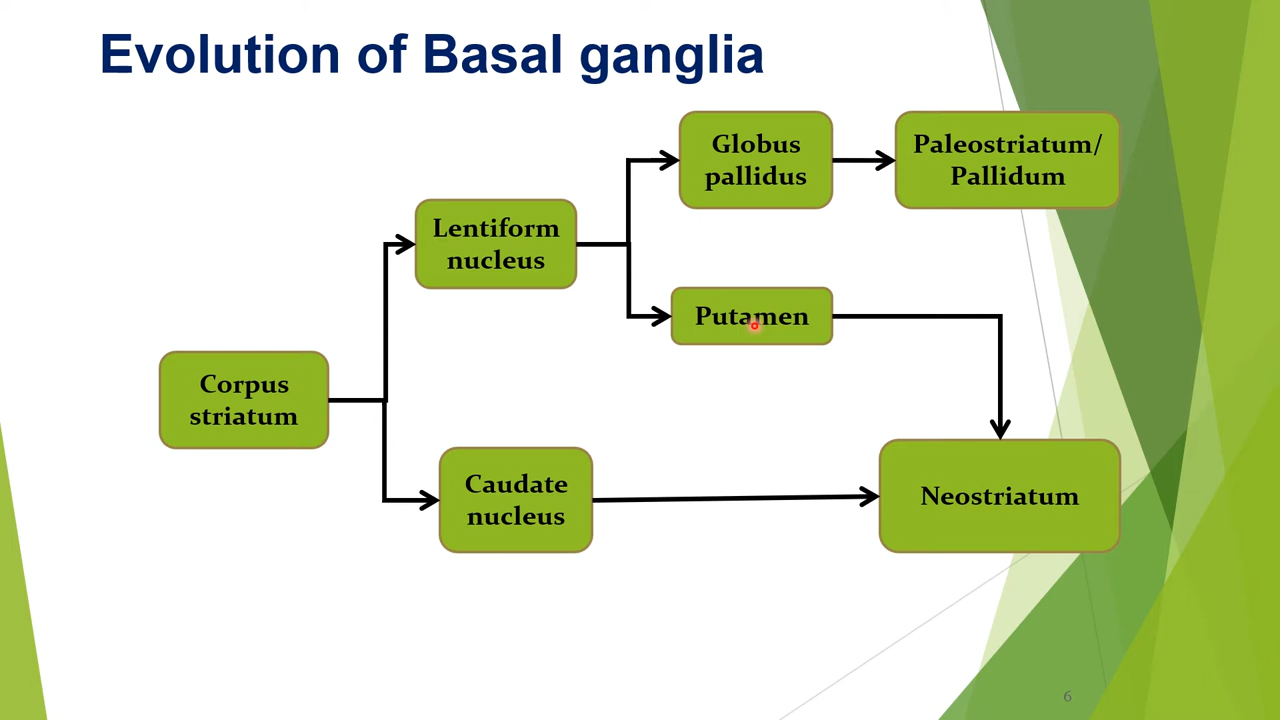 Evolution of Basal ganglia
Globus
pallidus
Paleostriatum/
Pallidum
Lentiform
nucleus
Putamen
Corpus
striatum
Caudate
nucleus
Neostriatum
6